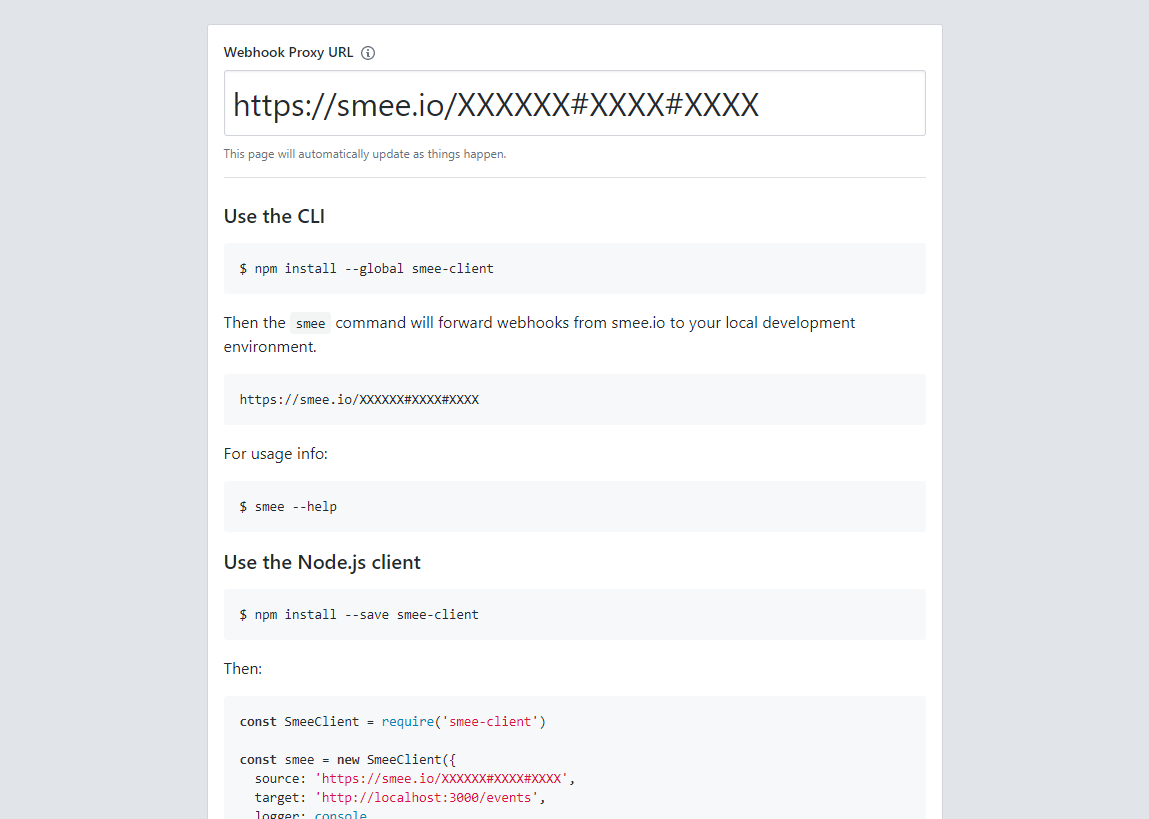 Webhook Proxy URL
https://smee.io/XXXXXX#XXXX#XXXX
This page will automatically update as things happen.
Use the CLI
$ npm install --global smee-client
Then the smee command will forward webhooks from smee.io to your local development
environment.
https://smee.io/XXXXXX#XXXX#XXXX
For usage info:
$ smee --help
Use the Node.js client
$ npm install --save smee-client
Then:
const SmeeClient = require('smee-client')
const smee = new SmeeClient({
source: 'https://smee.io/XXXXXX#XXXX#XXXX',
target: 'http://localhost:3000/events',
logger: console